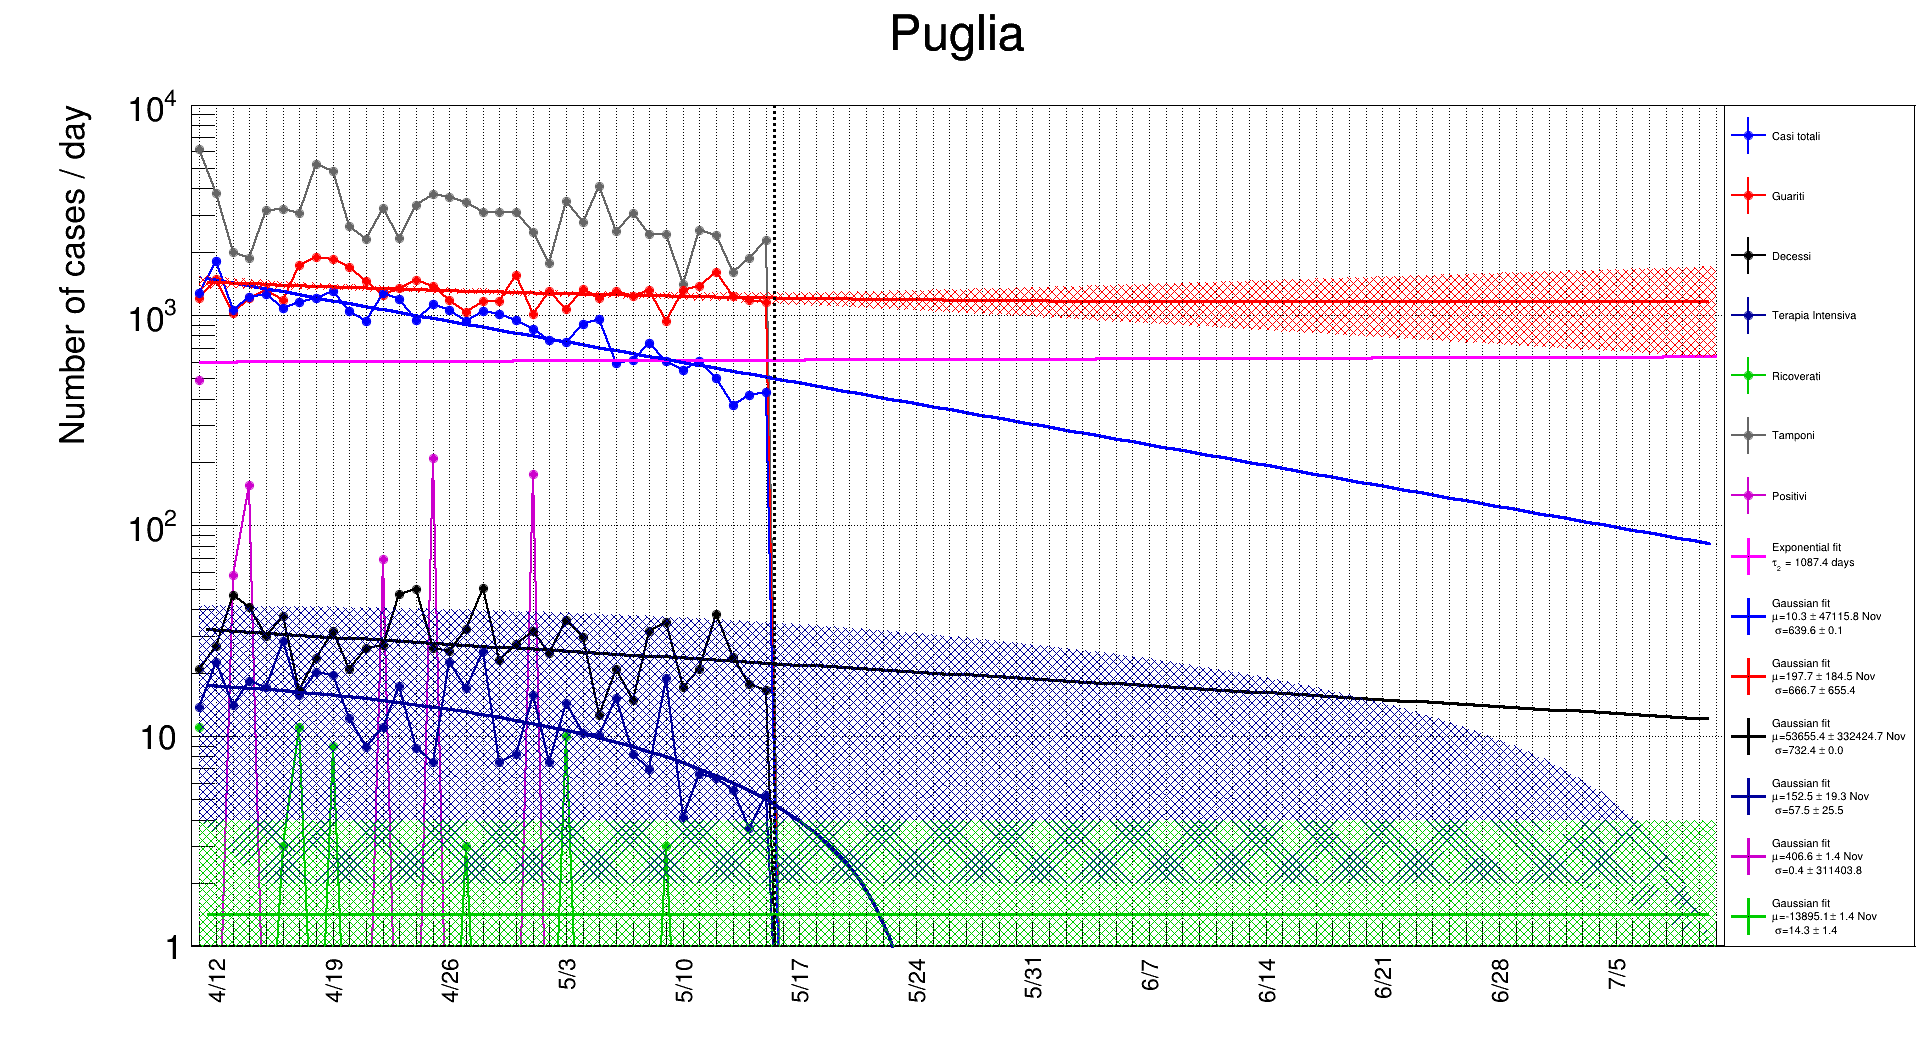 Puglia
Number of cases / day
10⁴
10³
10²
10
1
4/12
4/19
4/26
5/3
5/10
5/17
5/24
5/31
6/7
6/14
6/21
6/28
7/5
Casi totali
Guariti
Decessi
Terapia Intensiva
Ricoverati
Tamponi
Positivi
Exponential fit
τ₂ = 1087.4 days
Gaussian fit
μ=10.3 ± 47115.8 Nov
σ=639.6 ± 0.1
Gaussian fit
μ=197.7 ± 184.5 Nov
σ=666.7 ± 655.4
Gaussian fit
μ=53655.4 ± 332424.7 Nov
σ=732.4 ± 0.0
Gaussian fit
μ=152.5 ± 19.3 Nov
σ=57.5 ± 25.5
Gaussian fit
μ=406.6 ± 1.4 Nov
σ=0.4 ± 311403.8
Gaussian fit
μ=-13895.1 ± 1.4 Nov
σ=14.3 ± 1.4